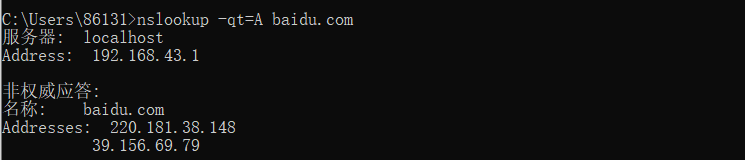 C:\Users\86131>nslookup -qt=A baidu.com
服务器:  localhost
Address:  192.168.43.1
非权威应答:
名称:    baidu.com
Addresses:  220.181.38.148
39.156.69.79